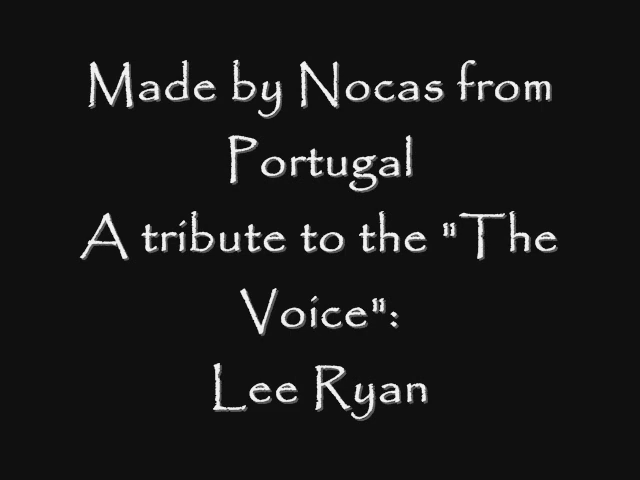 Made by Nocas from
Portugal
A tribute to the "The
Voice":
Lee Ryan